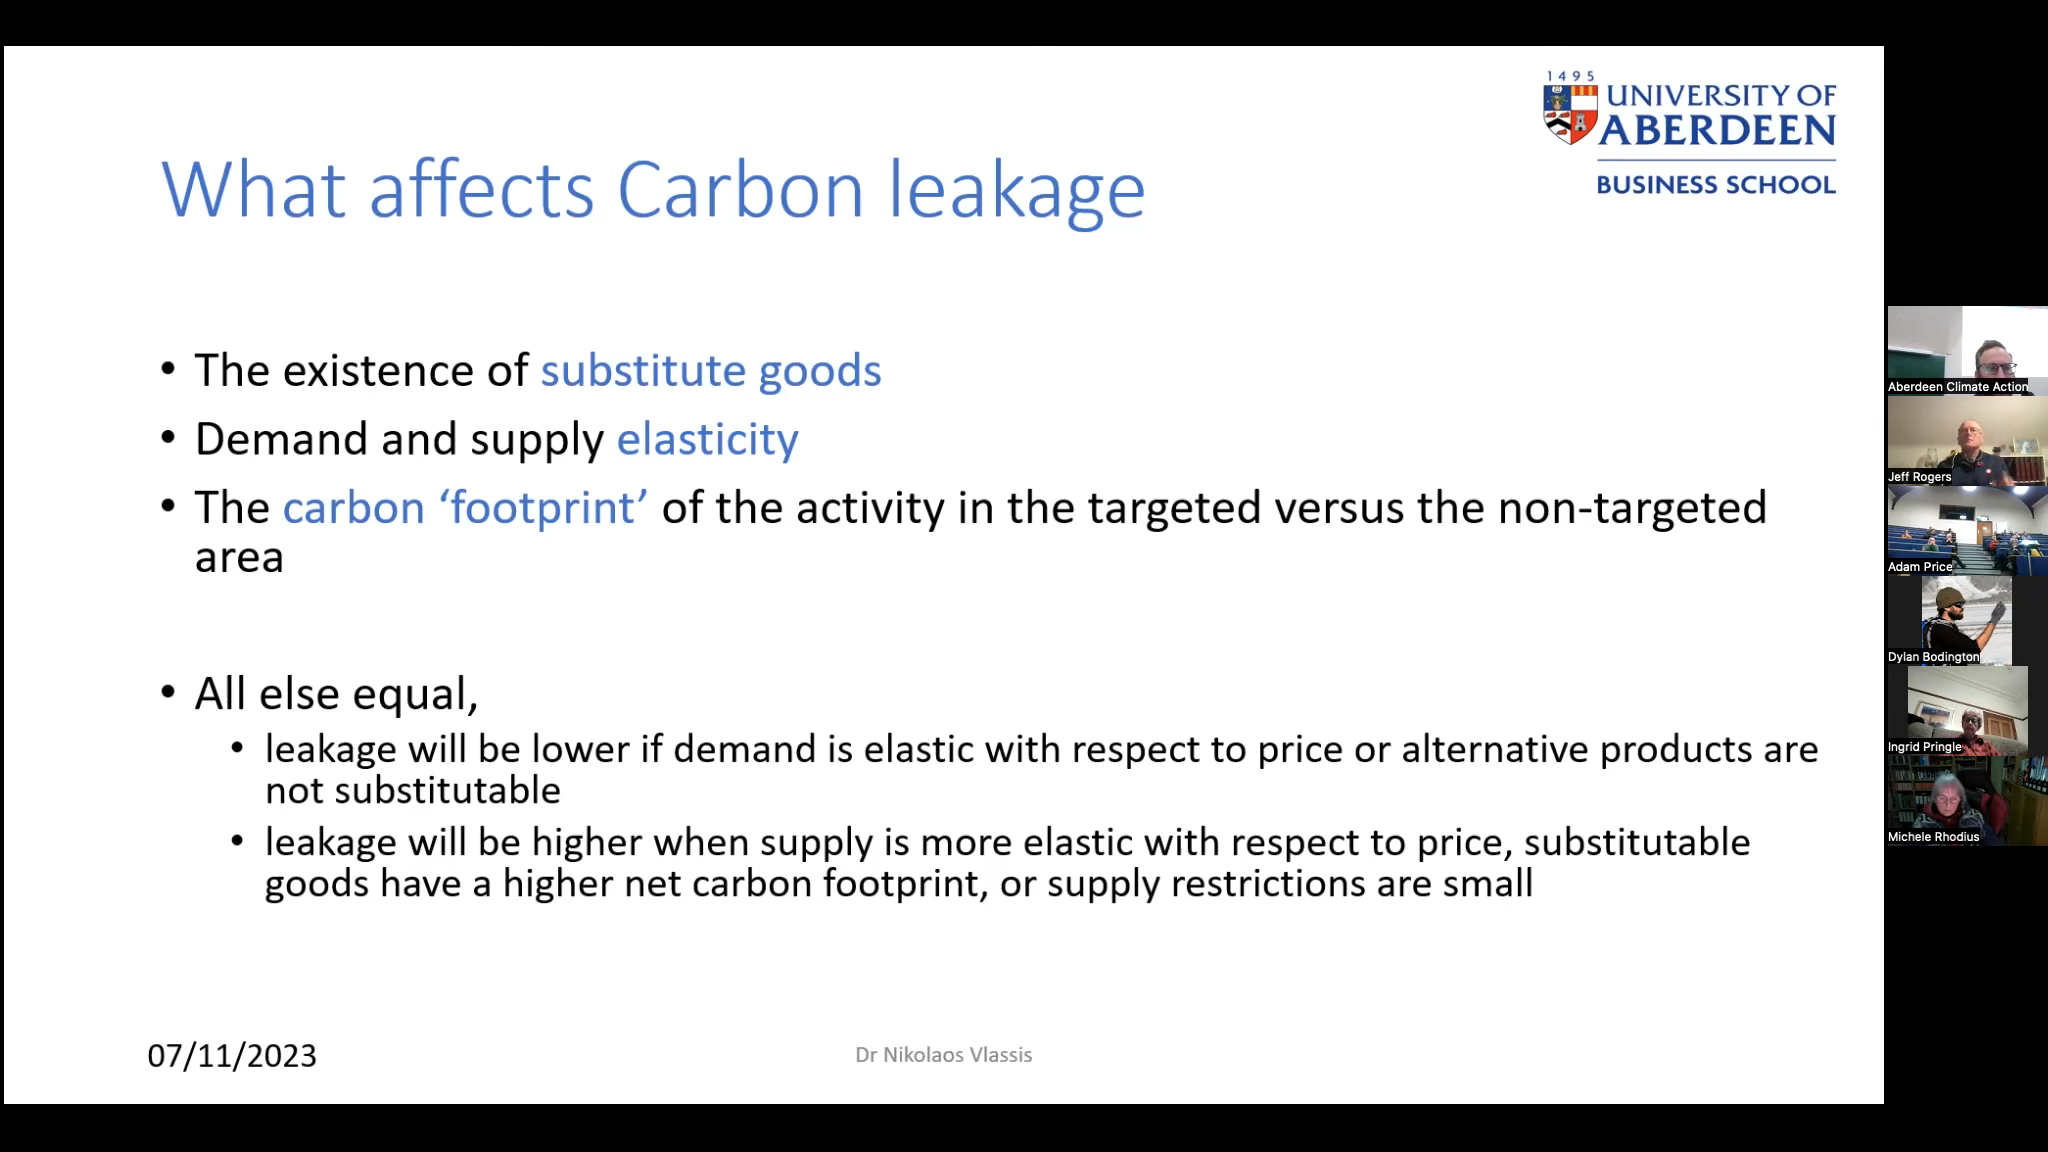 1495
UNIVERSITY OF
ABERDEEN
BUSINESS SCHOOL
What affects Carbon leakage
• The existence of substitute goods
• Demand and supply elasticity
• The carbon ‘footprint’ of the activity in the targeted versus the non-targeted
area
• All else equal,
• leakage will be lower if demand is elastic with respect to price or alternative products are
not substitutable
• leakage will be higher when supply is more elastic with respect to price, substitutable
goods have a higher net carbon footprint, or supply restrictions are small
07/11/2023
Dr Nikolaos Vlassis
Aberdeen Climate Action
Jeff Rogers
Adam Price
Dylan Bodington
Ingrid Pringle
Michele Rhodius